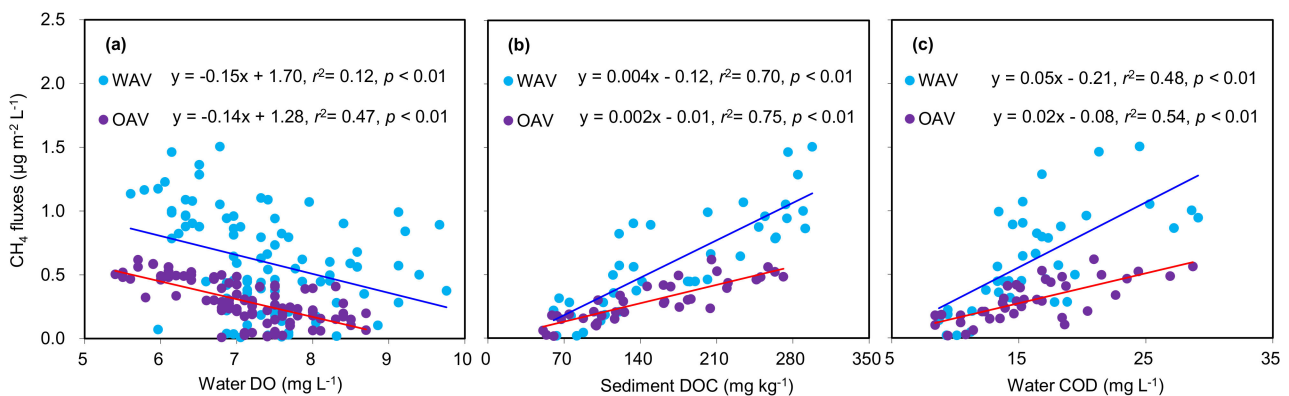 CH4 fluxes (μg m-2 L-1)
2.5
2.0
1.5
1.0
0.5
0.0
(a)
WAV y = -0.15x + 1.70, r2= 0.12, p < 0.01
OAV y = -0.14x + 1.28, r2= 0.47, p < 0.01
5 6 7 8 9 10
Water DO (mg L-1)
(b)
WAV y = 0.004x - 0.12, r2= 0.70, p < 0.01
OAV y = 0.002x - 0.01, r2= 0.75, p < 0.01
0 70 140 210 280 350
Sediment DOC (mg kg-1)
(c)
WAV y = 0.05x - 0.21, r2= 0.48, p < 0.01
OAV y = 0.02x - 0.08, r2= 0.54, p < 0.01
5 15 25 35
Water COD (mg L-1)